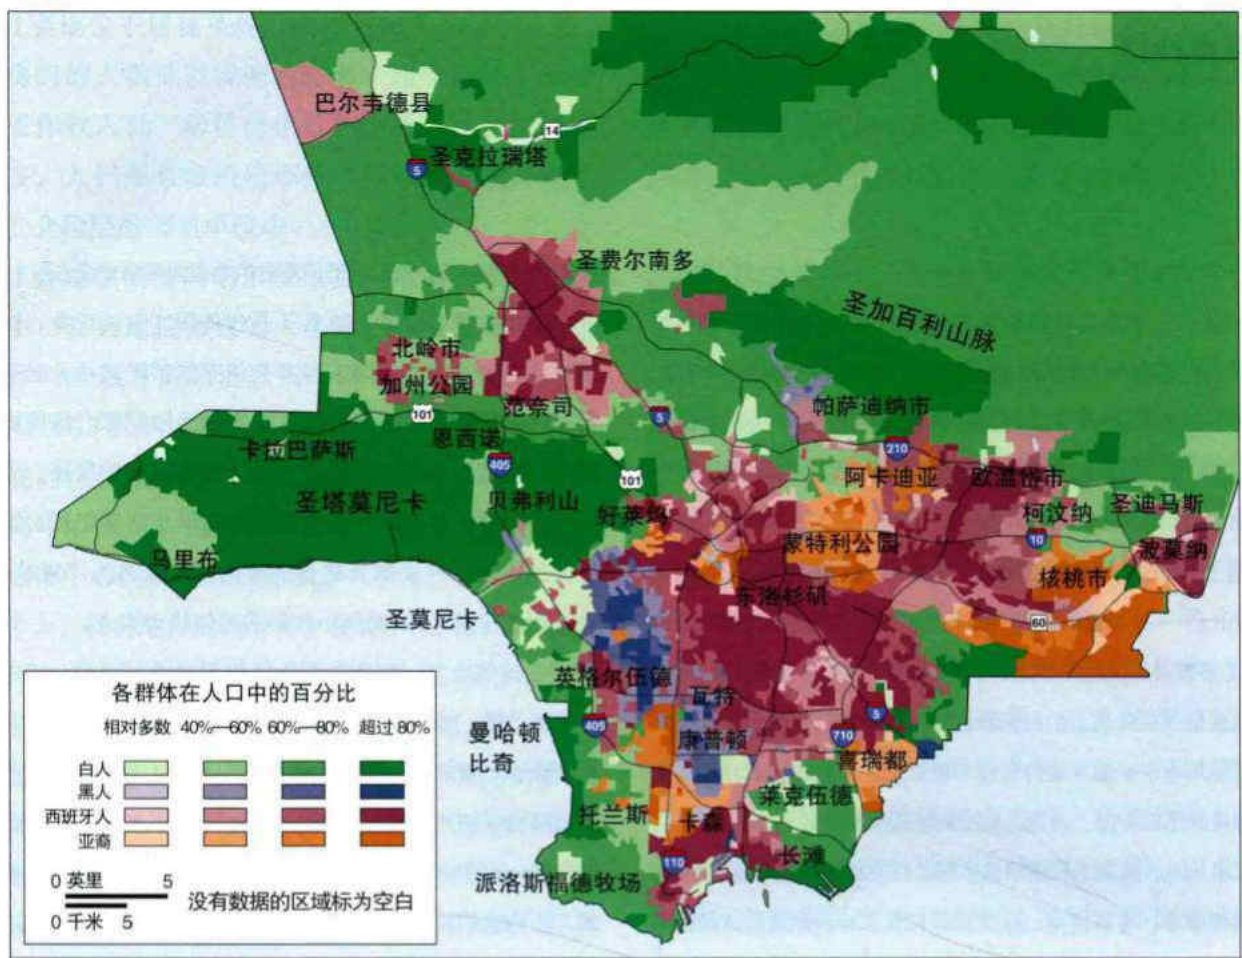 巴尔韦德县
14
圣克拉瑞塔
5
圣费尔南多
圣加百利山脉
北岭市
加州公园
范奈司
帕萨迪纳市
101
5
恩西诺
卡拉巴萨斯
405
210
101
阿卡迪亚
欧温代市
圣塔莫尼卡
贝弗利山
好莱坞
柯汶纳
圣迪马斯
蒙特利公园
10
波莫纳
马里布
核桃市
东洛杉矶
圣莫尼卡
60
英格尔伍德
瓦特
5
曼哈顿
比奇
405
康普顿
710
喜瑞都
莱克伍德
托兰斯
卡森
长滩
110
派洛斯福德牧场
各群体在人口中的百分比
相对多数 40%—60% 60%—80% 超过 80%
白人
黑人
西班牙人
亚裔
0 英里 5
0 千米 5
没有数据的区域标为空白